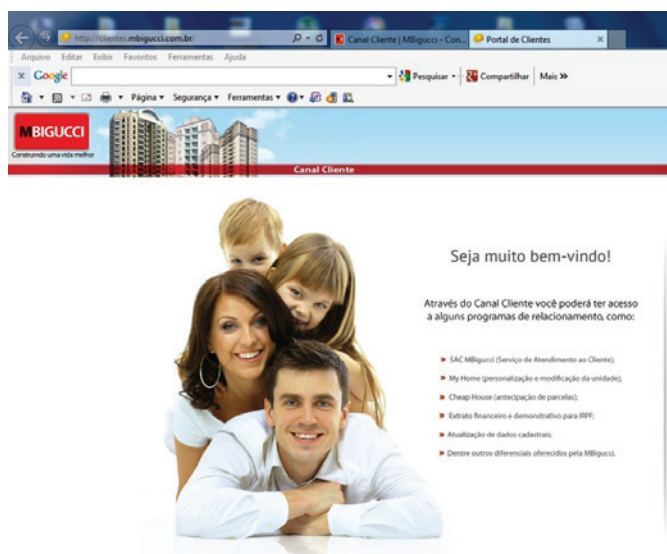 http://clientes.mbigucci.com.br/
Canal Cliente | MBigucci - Con...
Portal de Clientes
Arquivo Editar Exibir Favoritos Ferramentas Ajuda
x Google Pesquisar Compartilhar Mais »
Página Segurança Ferramentas
MBIGUCCI
Construindo uma vida melhor
Canal Cliente
Seja muito bem-vindo!
Através do Canal Cliente você poderá ter acesso
a alguns programas de relacionamento, como:
» SAC MBigucci (Serviço de Atendimento ao Cliente);
» My Home (personalização e modificação da unidade);
» Cheap House (antecipação de parcelas);
» Extrato financeiro e demonstrativo para IRPF;
» Atualização de dados cadastrais;
» Dentre outros diferenciais oferecidos pela MBigucci.